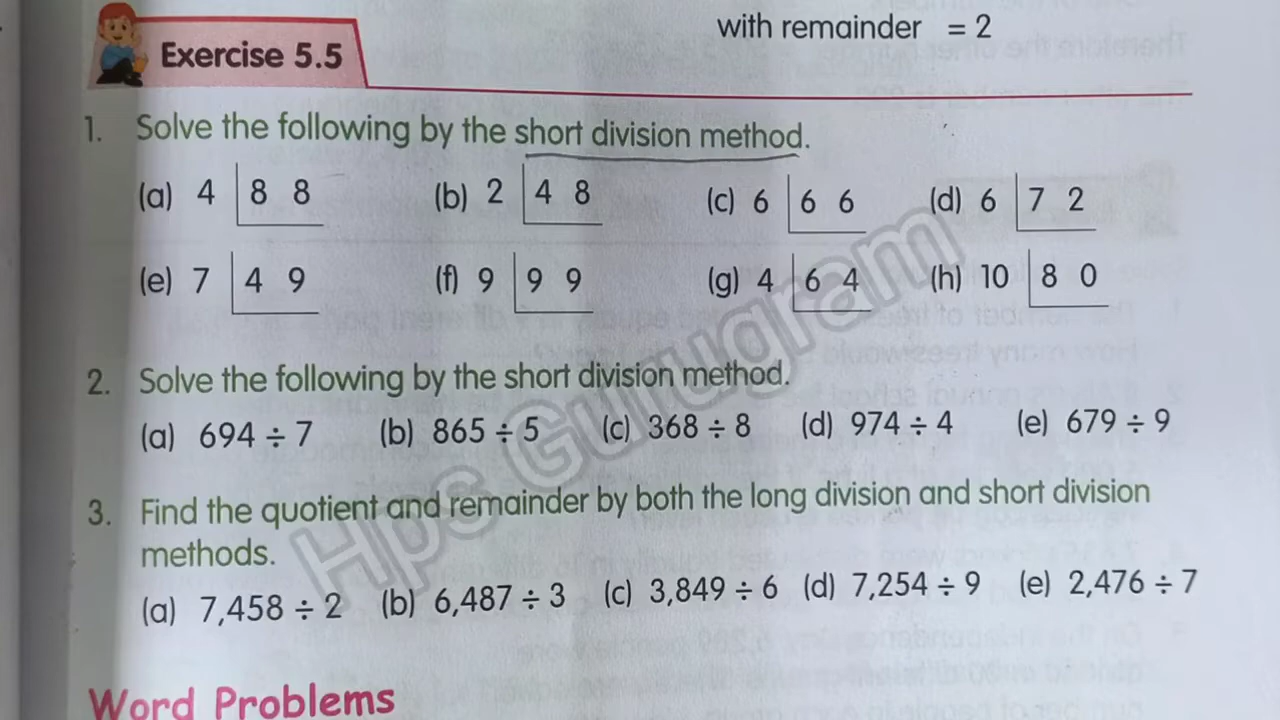 with remainder = 2
Exercise 5.5
1. Solve the following by the short division method.
(a) 4 8 8 (b) 2 4 8 (c) 6 6 6 (d) 6 7 2
(e) 7 4 9 (f) 9 9 9 (g) 4 6 4 (h) 10 8 0
2. Solve the following by the short division method.
(a) 694 ÷ 7 (b) 865 ÷ 5 (c) 368 ÷ 8 (d) 974 ÷ 4 (e) 679 ÷ 9
3. Find the quotient and remainder by both the long division and short division
methods.
(a) 7,458 ÷ 2 (b) 6,487 ÷ 3 (c) 3,849 ÷ 6 (d) 7,254 ÷ 9 (e) 2,476 ÷ 7
Word Problems
Hps Gurugram